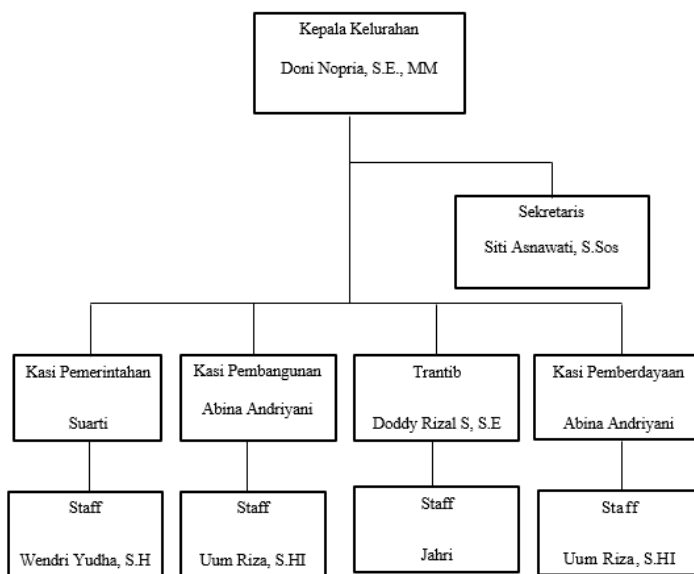 Kepala Kelurahan
Doni Nopria, S.E., MM
Sekretaris
Siti Asnawati, S.Sos
Kasi Pemerintahan
Suarti
Kasi Pembangunan
Abina Andriyani
Trantib
Doddy Rizal S, S.E
Kasi Pemberdayaan
Abina Andriyani
Staff
Wendri Yudha, S.H
Staff
Uum Riza, S.HI
Staff
Jahri
Staff
Uum Riza, S.HI